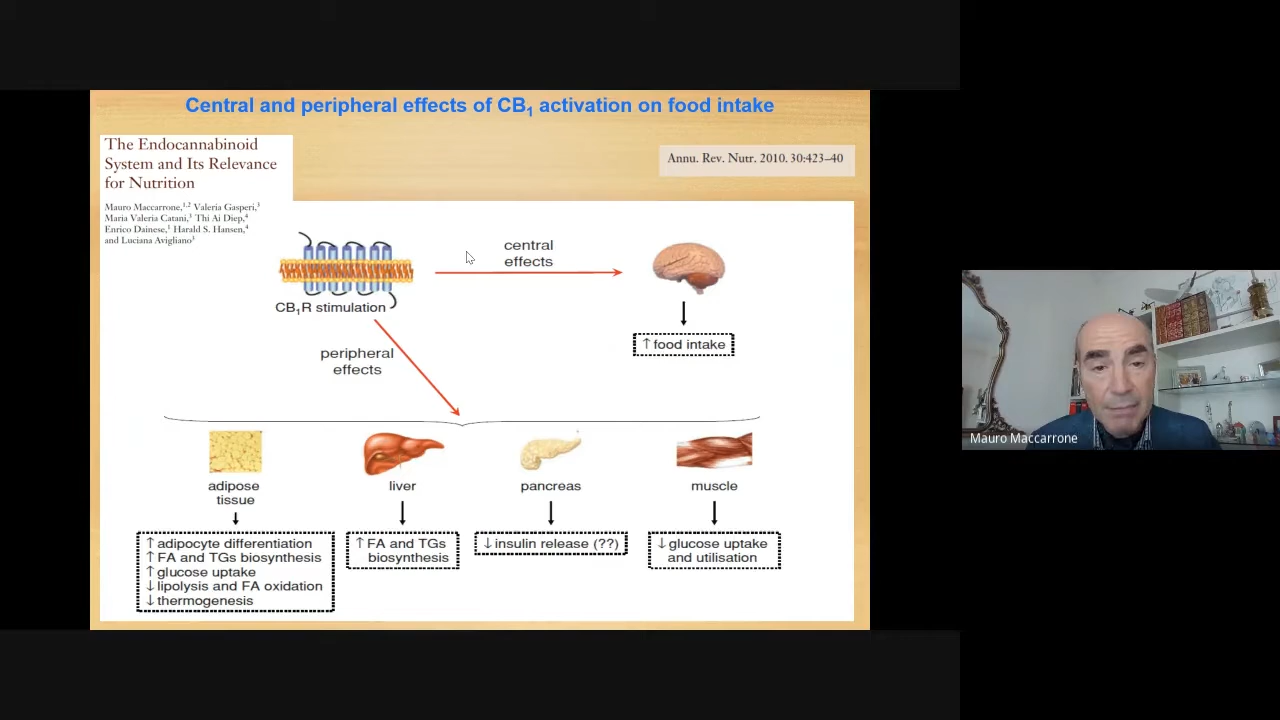 Central and peripheral effects of CB₁ activation on food intake
The Endocannabinoid
System and Its Relevance
for Nutrition
Annu. Rev. Nutr. 2010. 30:423–40
Mauro Maccarrone,¹,² Valeria Gasperi,³
Maria Valeria Catani,³ Thi Ai Diep,⁴
Enrico Dainese,¹ Harald S. Hansen,⁴
and Luciana Avigliano³
central
effects
CB₁R stimulation
↑ food intake
peripheral
effects
adipose
tissue
liver
pancreas
muscle
↑ adipocyte differentiation
↑ FA and TGs biosynthesis
↑ glucose uptake
↓ lipolysis and FA oxidation
↓ thermogenesis
↑ FA and TGs
biosynthesis
↓ insulin release (??)
↓ glucose uptake
and utilisation
Mauro Maccarrone